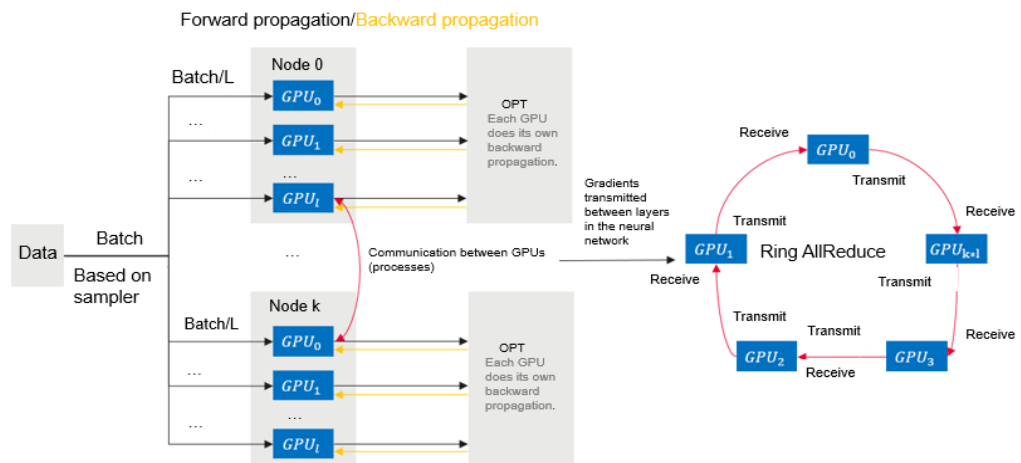 Forward propagation/Backward propagation
Data
Batch
Based on
sampler
Batch/L
...
...
Node 0
GPU₀
GPU₁
...
GPUₗ
OPT
Each GPU
does its own
backward
propagation.
...
Communication between GPUs
(processes)
Batch/L
...
...
Node k
GPU₀
GPU₁
...
GPUₗ
OPT
Each GPU
does its own
backward
propagation.
Gradients
transmitted
between layers
in the neural
network
Ring AllReduce
Receive
GPU₀
Transmit
Receive
GPUₖ∗ₗ
Transmit
Receive
GPU₃
Receive
Transmit
GPU₂
Transmit
Receive
GPU₁
Transmit